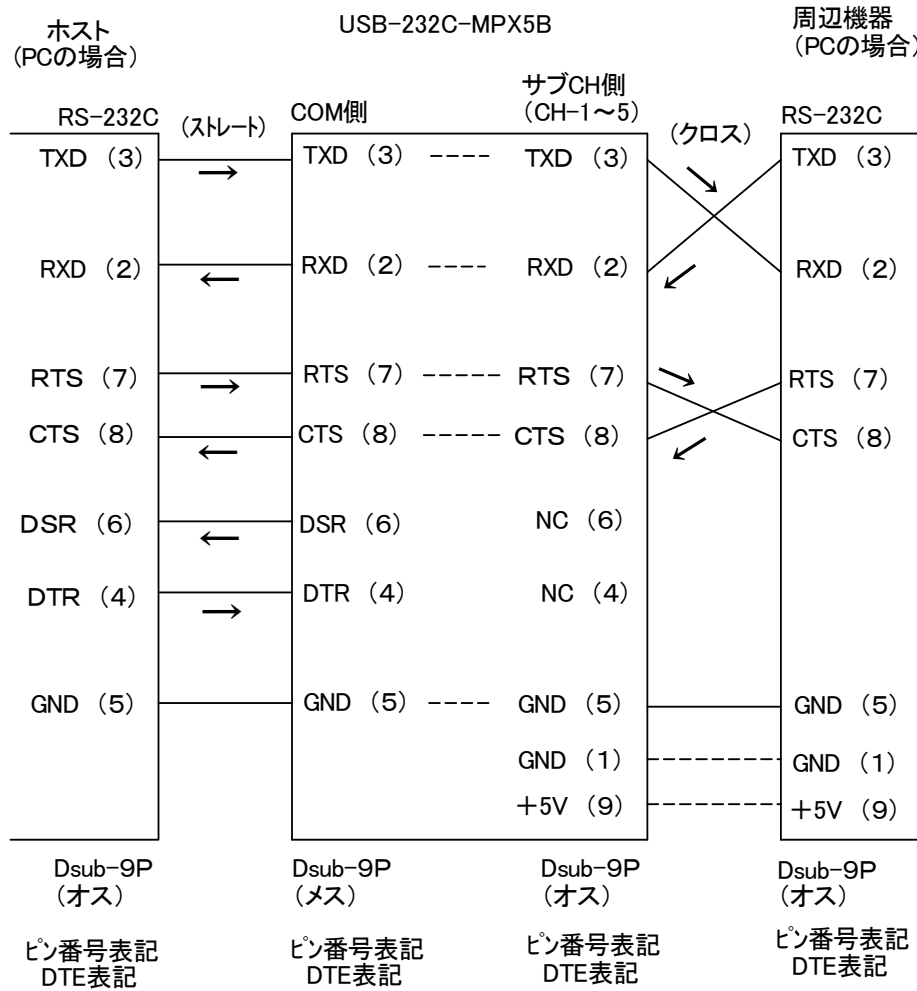 ホスト
(PCの場合)
USB-232C-MPX5B
周辺機器
(PCの場合)
RS-232C
(ストレート)
COM側
サブCH側
(CH-1～5)
(クロス)
RS-232C
TXD (3)
TXD (3)
TXD (3)
TXD (3)
RXD (2)
RXD (2)
RXD (2)
RXD (2)
RTS (7)
RTS (7)
RTS (7)
RTS (7)
CTS (8)
CTS (8)
CTS (8)
CTS (8)
DSR (6)
DSR (6)
NC (6)
DTR (4)
DTR (4)
NC (4)
GND (5)
GND (5)
GND (5)
GND (5)
GND (1)
GND (1)
+5V (9)
+5V (9)
Dsub-9P
(オス)
Dsub-9P
(メス)
Dsub-9P
(オス)
Dsub-9P
(オス)
ピン番号表記
DTE表記
ピン番号表記
DTE表記
ピン番号表記
DTE表記
ピン番号表記
DTE表記